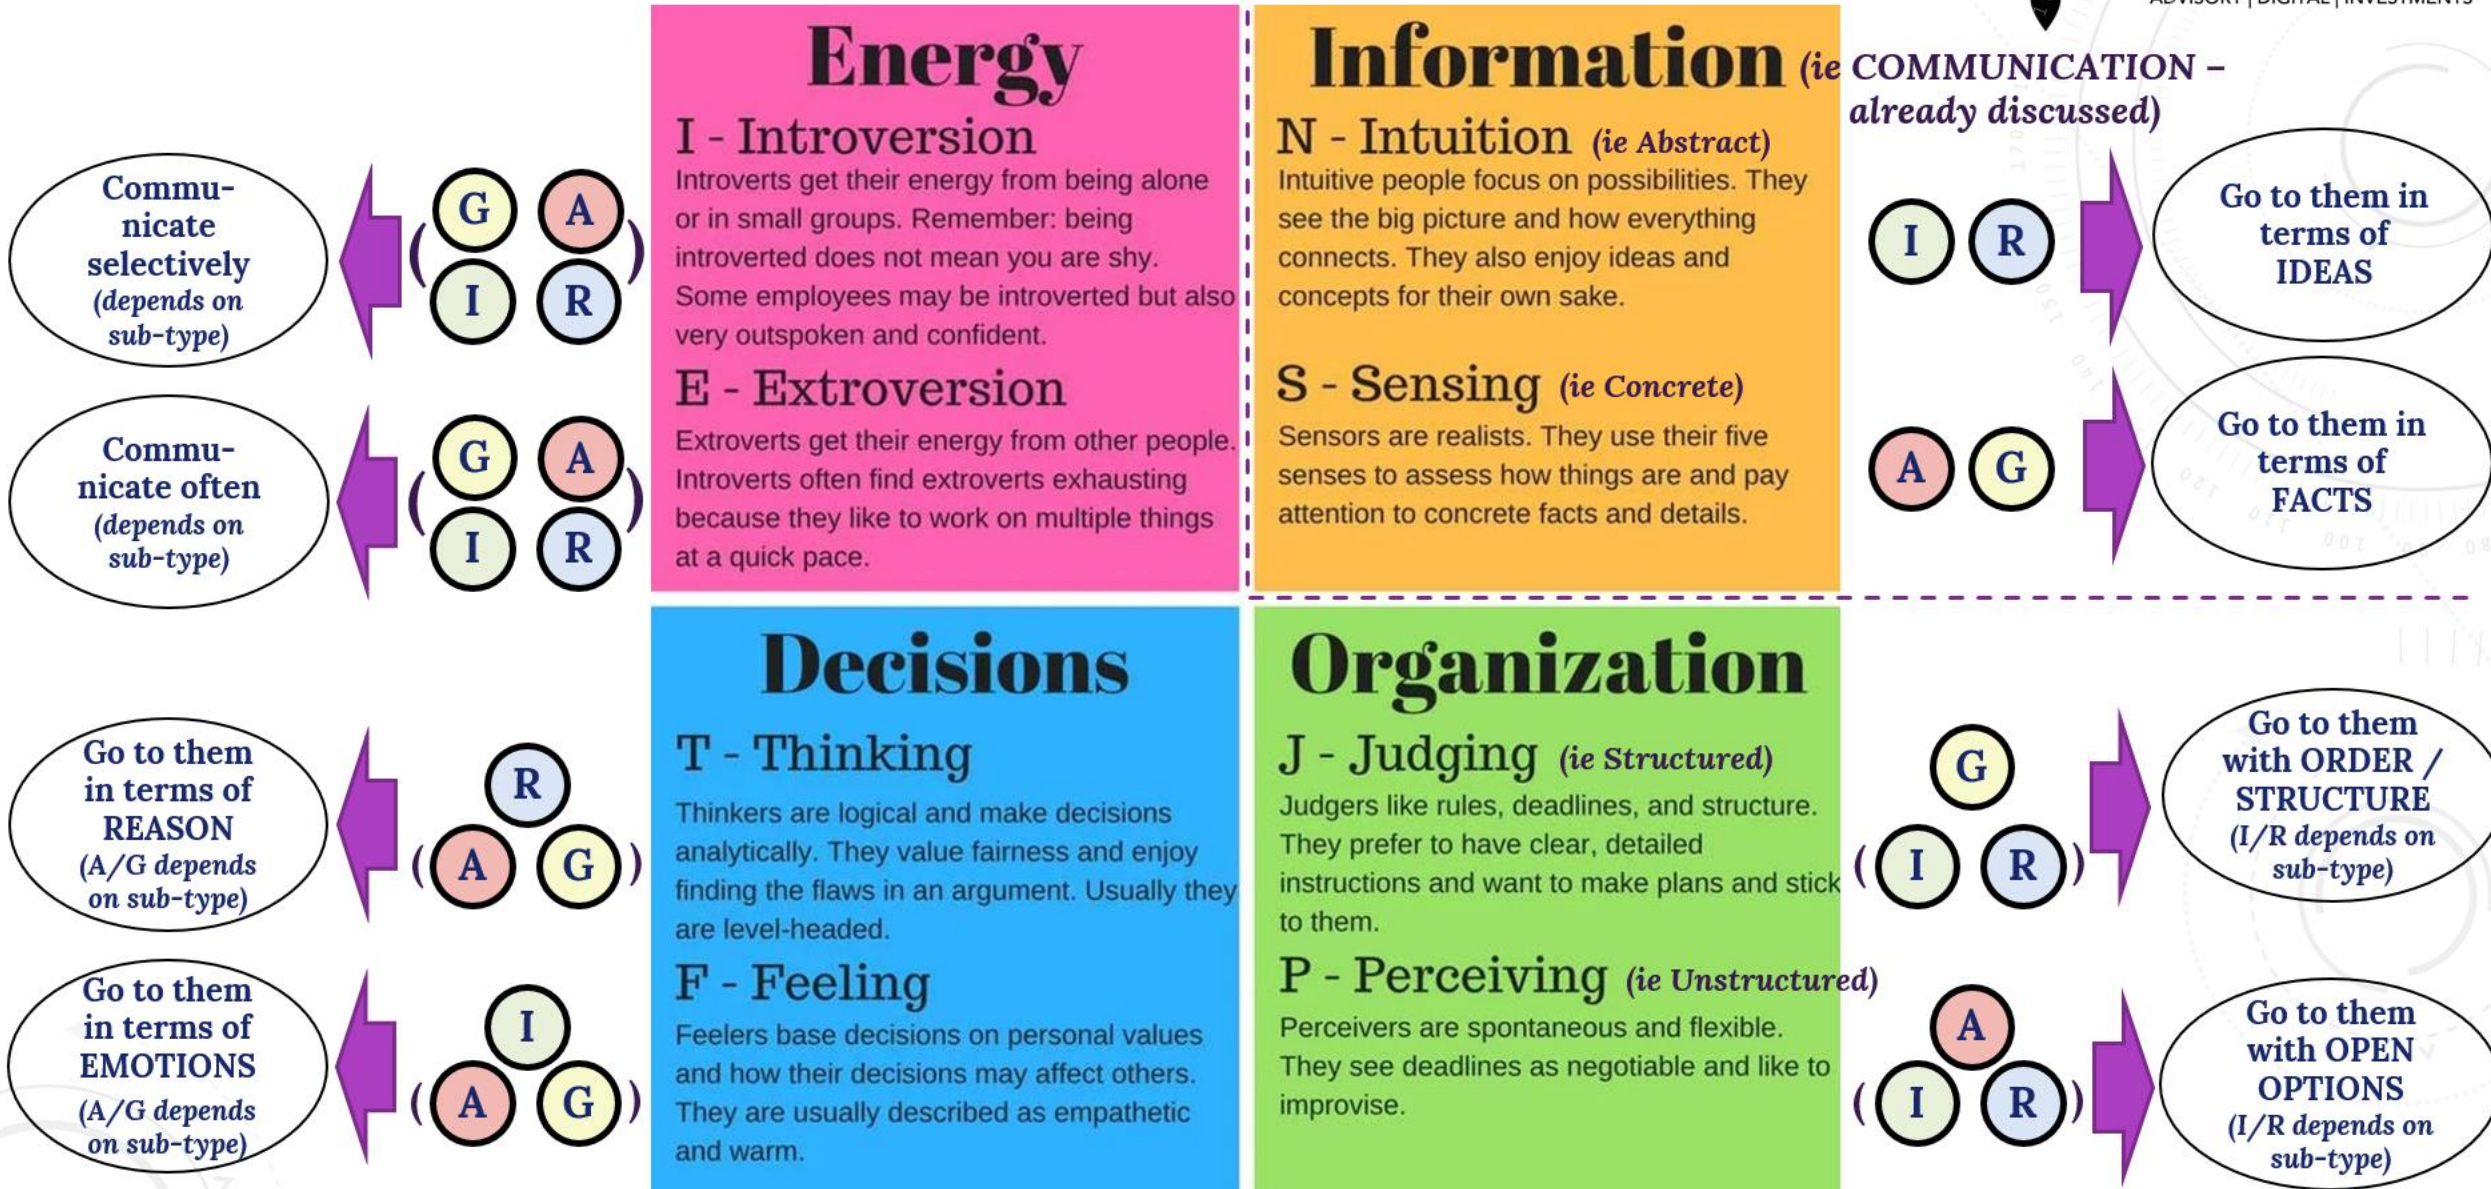 ADVISORY | DIGITAL | INVESTMENTS
Energy
I - Introversion
Introverts get their energy from being alone
or in small groups. Remember: being
introverted does not mean you are shy.
Some employees may be introverted but also
very outspoken and confident.
E - Extroversion
Extroverts get their energy from other people.
Introverts often find extroverts exhausting
because they like to work on multiple things
at a quick pace.
Commu-
nicate
selectively
(depends on
sub-type)
( G A
I R )
Commu-
nicate often
(depends on
sub-type)
( G A
I R )
Information (ie COMMUNICATION –
already discussed)
N - Intuition (ie Abstract)
Intuitive people focus on possibilities. They
see the big picture and how everything
connects. They also enjoy ideas and
concepts for their own sake.
S - Sensing (ie Concrete)
Sensors are realists. They use their five
senses to assess how things are and pay
attention to concrete facts and details.
I R
Go to them in
terms of
IDEAS
A G
Go to them in
terms of
FACTS
Decisions
T - Thinking
Thinkers are logical and make decisions
analytically. They value fairness and enjoy
finding the flaws in an argument. Usually they
are level-headed.
F - Feeling
Feelers base decisions on personal values
and how their decisions may affect others.
They are usually described as empathetic
and warm.
Go to them
in terms of
REASON
(A/G depends
on sub-type)
R
( A G )
Go to them
in terms of
EMOTIONS
(A/G depends
on sub-type)
I
( A G )
Organization
J - Judging (ie Structured)
Judgers like rules, deadlines, and structure.
They prefer to have clear, detailed
instructions and want to make plans and stick
to them.
P - Perceiving (ie Unstructured)
Perceivers are spontaneous and flexible.
They see deadlines as negotiable and like to
improvise.
G
( I R )
Go to them
with ORDER /
STRUCTURE
(I/R depends on
sub-type)
A
( I R )
Go to them
with OPEN
OPTIONS
(I/R depends on
sub-type)
170
150
140
120
110
100
80